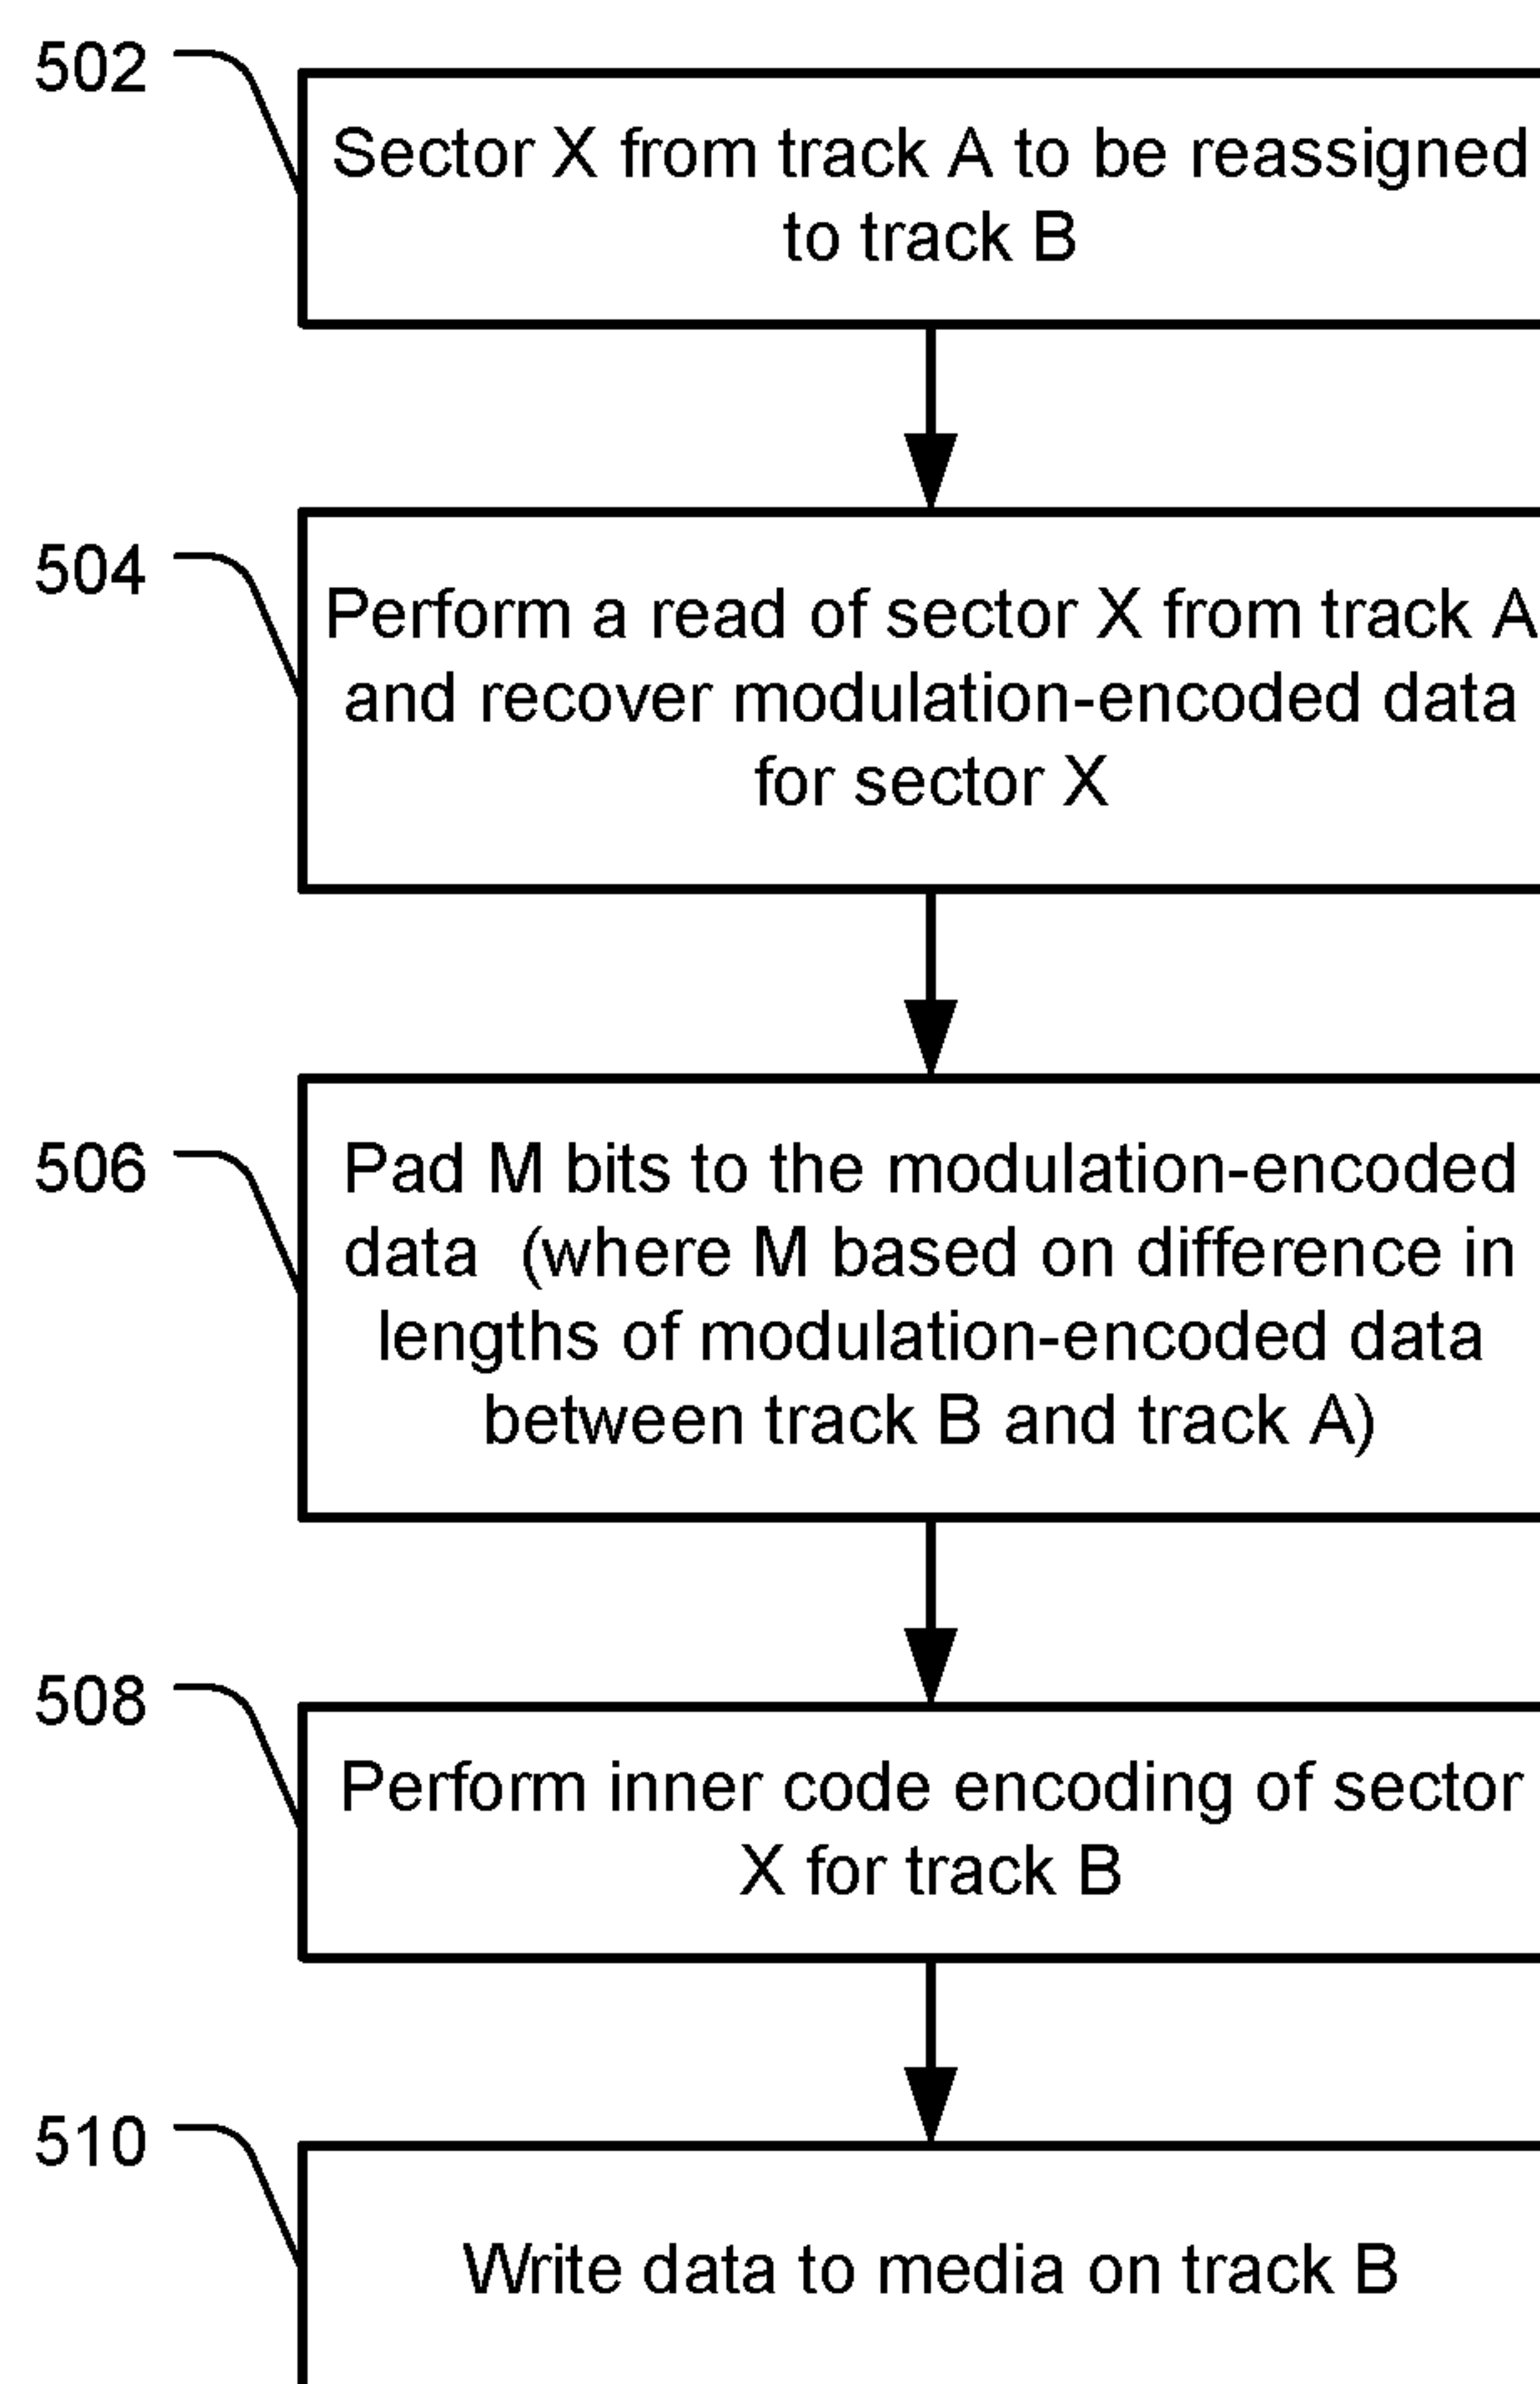 502
Sector X from track A to be reassigned
to track B
504
Perform a read of sector X from track A
and recover modulation-encoded data
for sector X
506
Pad M bits to the modulation-encoded
data  (where M based on difference in
lengths of modulation-encoded data
between track B and track A)
508
Perform inner code encoding of sector
X for track B
510
Write data to media on track B